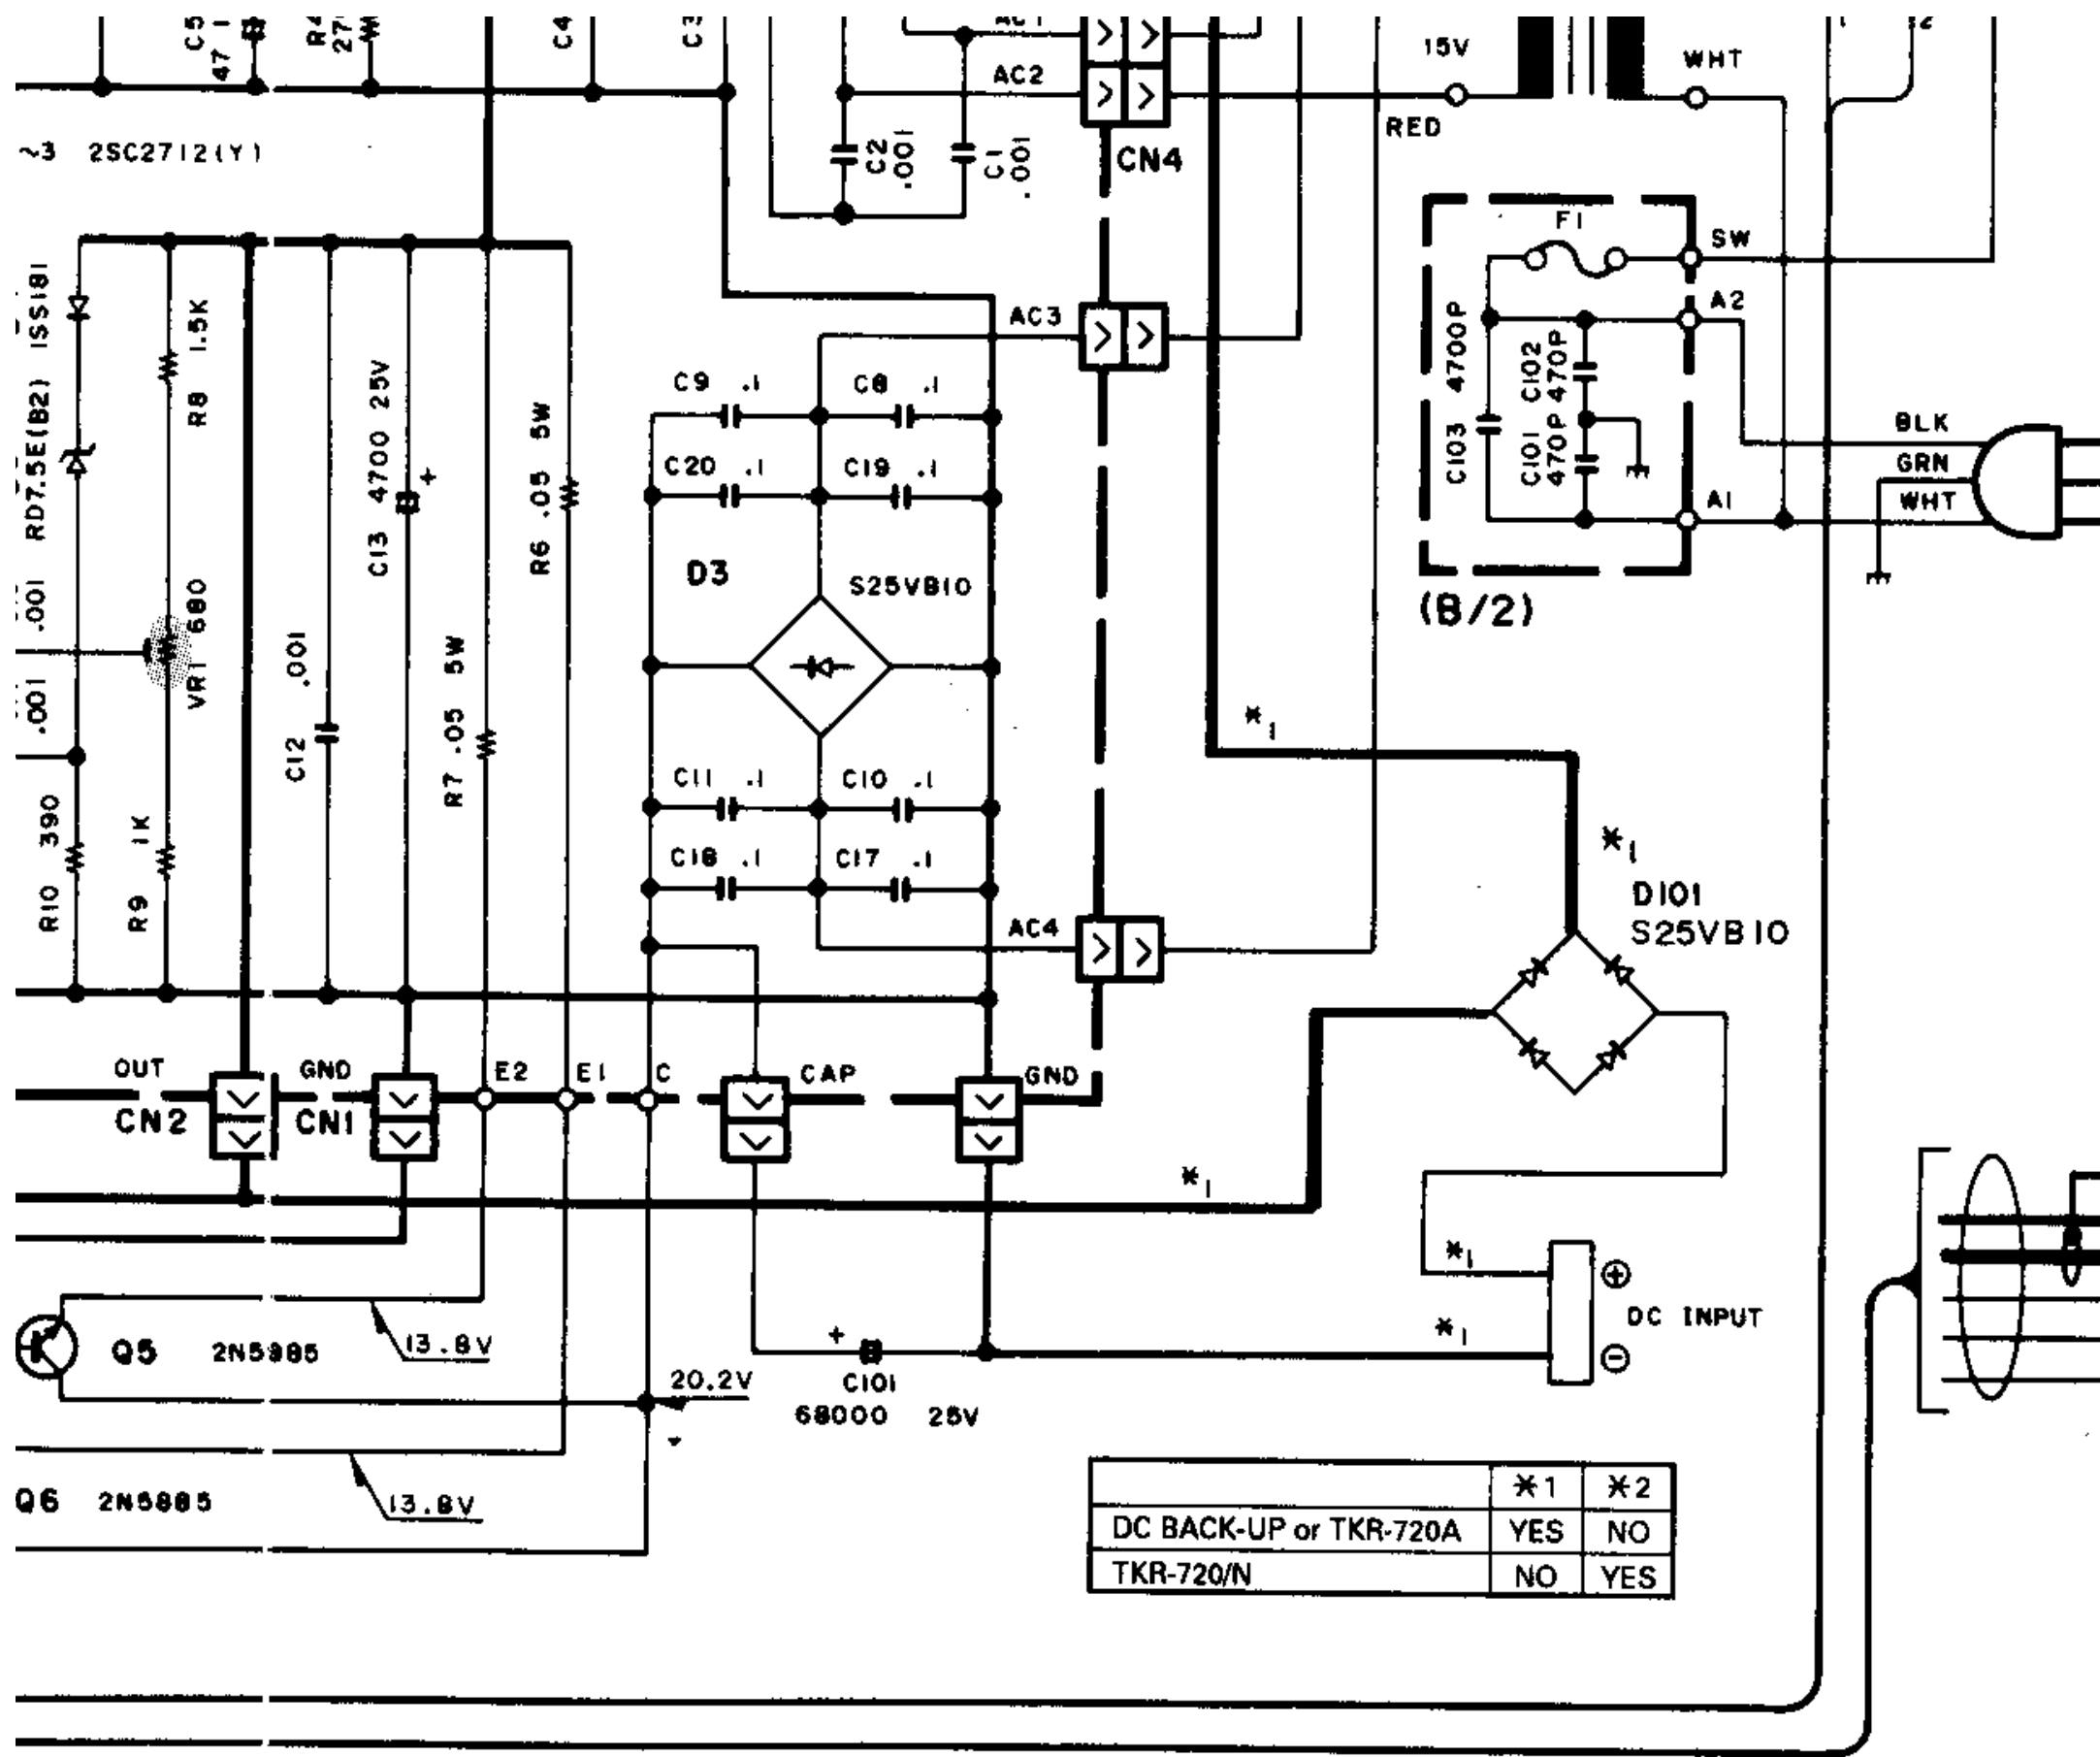 C5
47
C4
AC2
15V
WHT
RED
~3 2SC2712(Y)
C2
.001
C1
.001
CN4
F1
SW
A2
A1
4700P
C103
C102
470P
C101
470P
(B/2)
BLK
GRN
WHT
RD7.5E(B2) ISS181
R8 1.5K
.001
.001
VR1 680
R10 390
R9 1K
C12 .001
C13 4700 25V
+
R7 .05 5W
R6 .05 5W
AC3
C9 .1
C8 .1
C20 .1
C19 .1
D3
S25VB10
C11 .1
C10 .1
C18 .1
C17 .1
AC4
*1
*1
D101
S25VB10
OUT
CN2
GND
CN1
E2
E1
C
CAP
GND
*1
*1
*1
+
-
DC INPUT
Q5 2N5885
13.8V
20.2V
+
C101
68000 25V
Q6 2N5885
13.8V
*1 *2
DC BACK-UP or TKR-720A YES NO
TKR-720/N NO YES